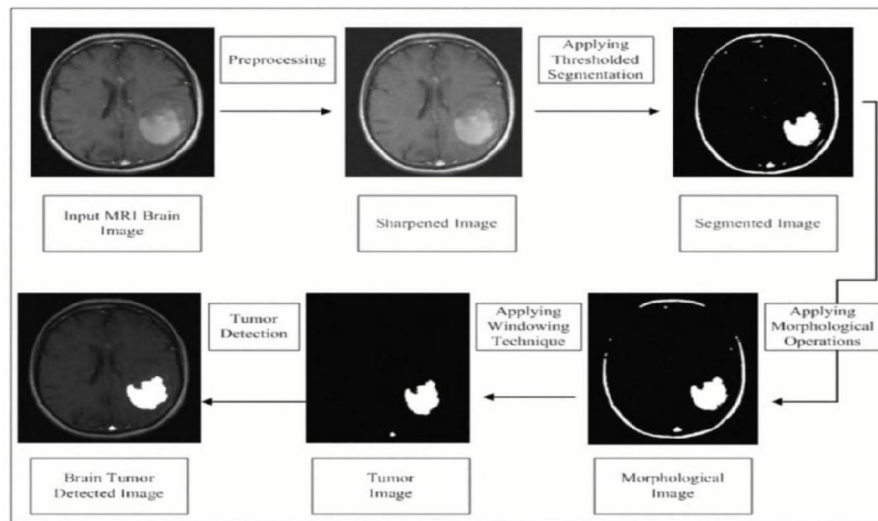 Preprocessing
Applying
Thresholded
Segmentation
Input MRI Brain
Image
Sharpened Image
Segmented Image
Tumor
Detection
Applying
Windowing
Technique
Applying
Morphological
Operations
Brain Tumor
Detected Image
Tumor
Image
Morphological
Image